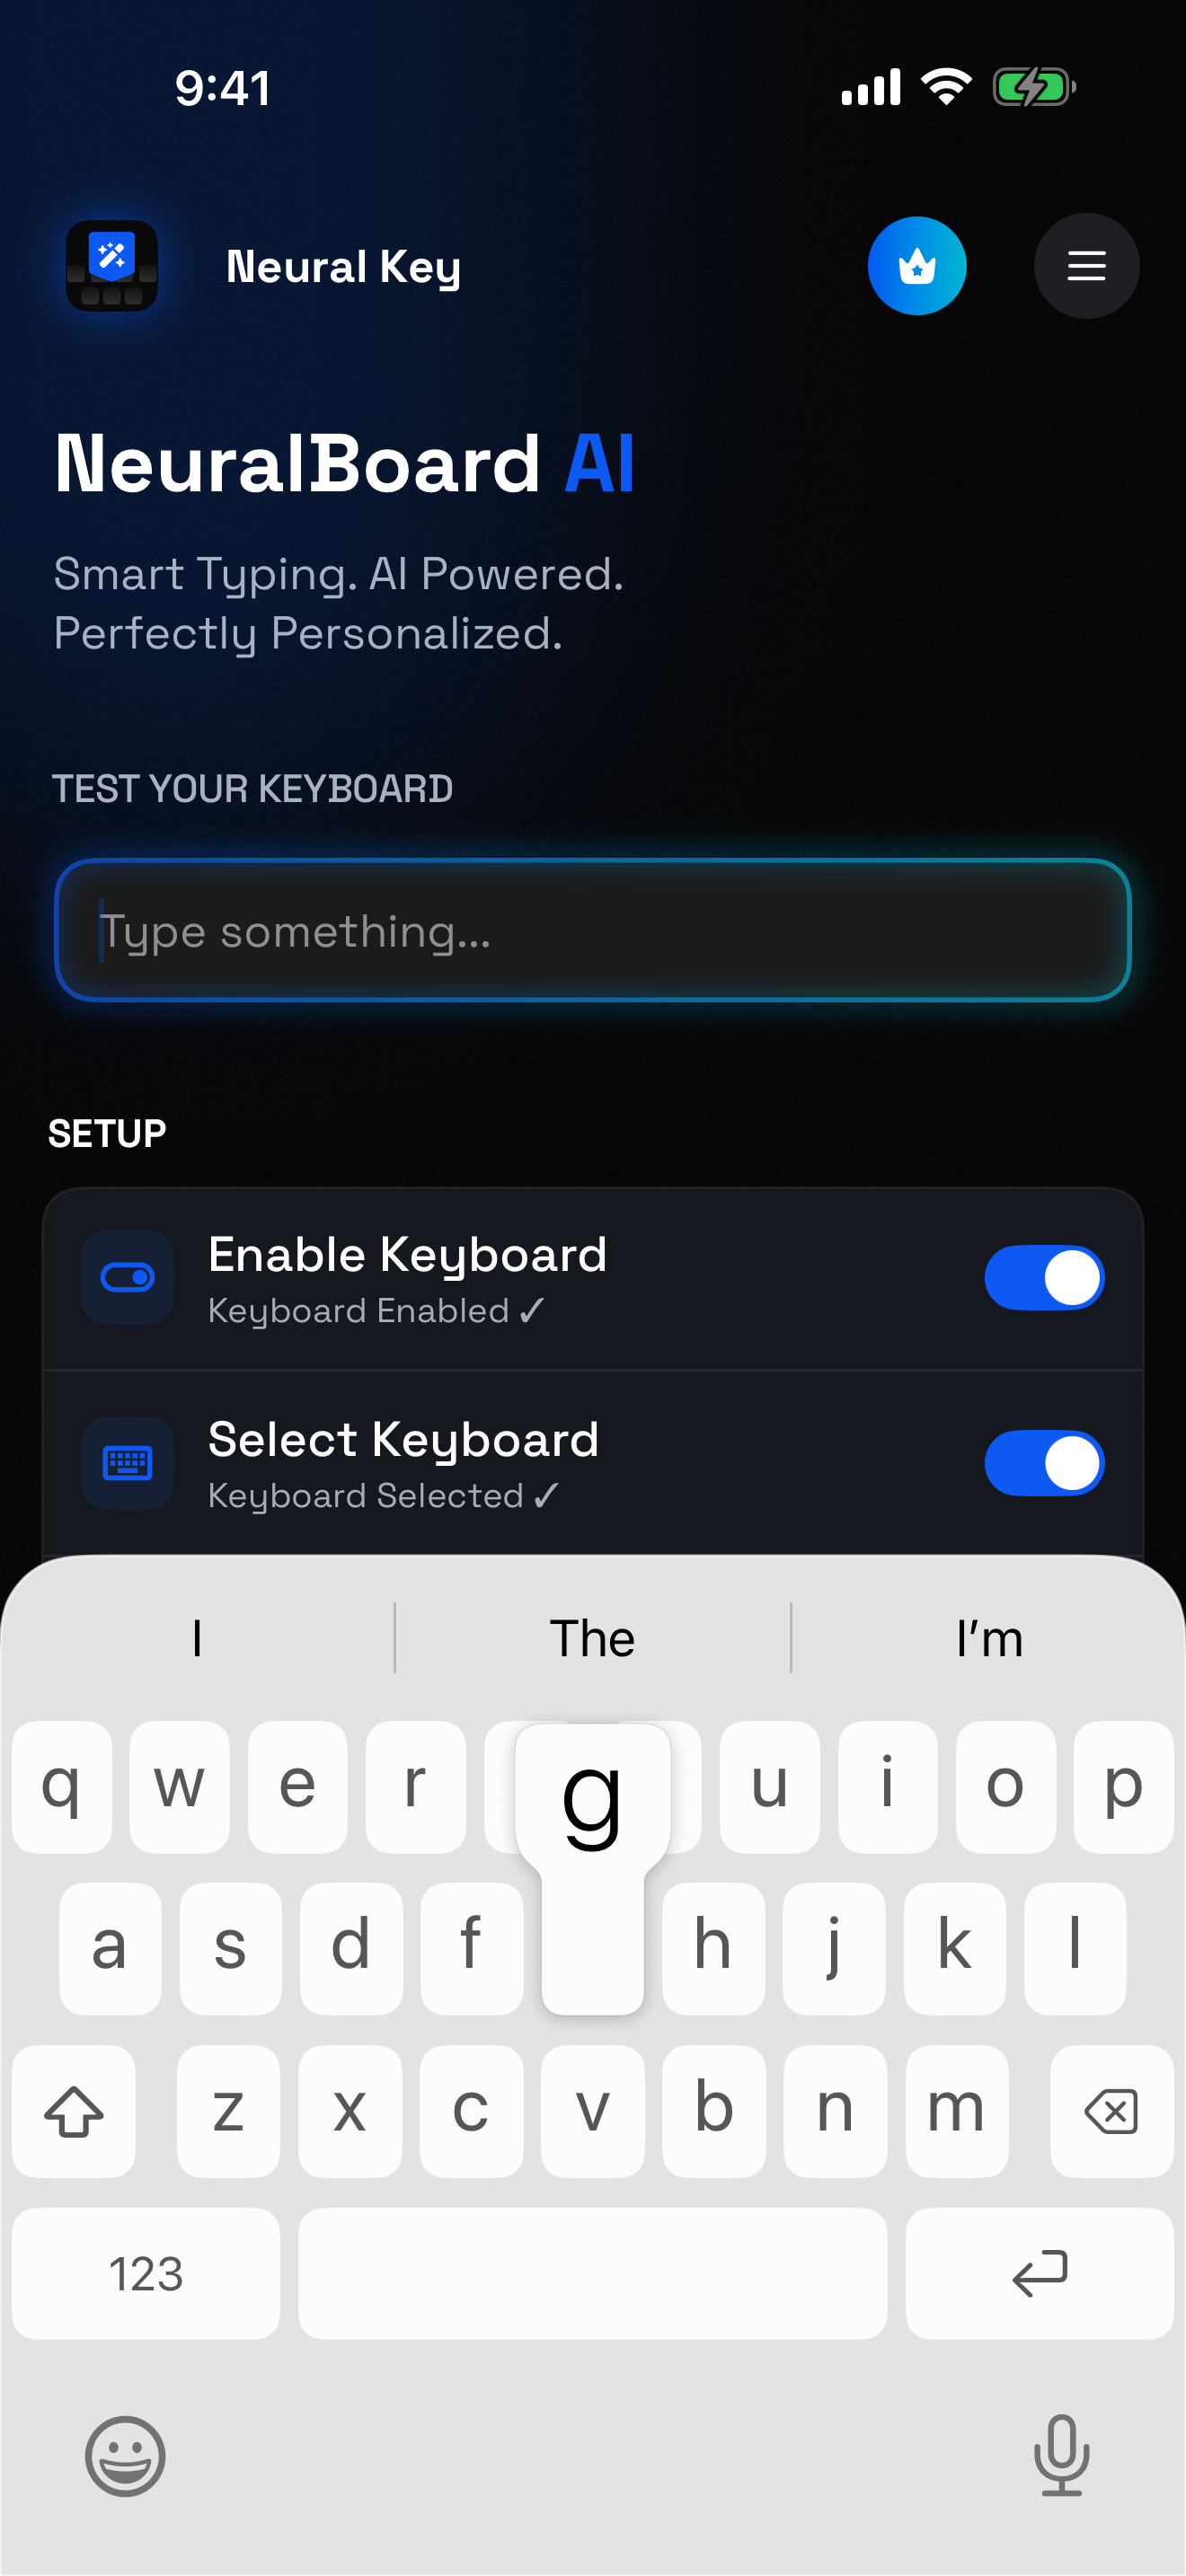 9:41
Neural Key
NeuralBoard AI
Smart Typing. AI Powered.
Perfectly Personalized.
TEST YOUR KEYBOARD
Type something...
SETUP
Enable Keyboard
Keyboard Enabled ✓
Select Keyboard
Keyboard Selected ✓
I The I'm
q w e r u i o p
g
a s d f h j k l
z x c v b n m
123